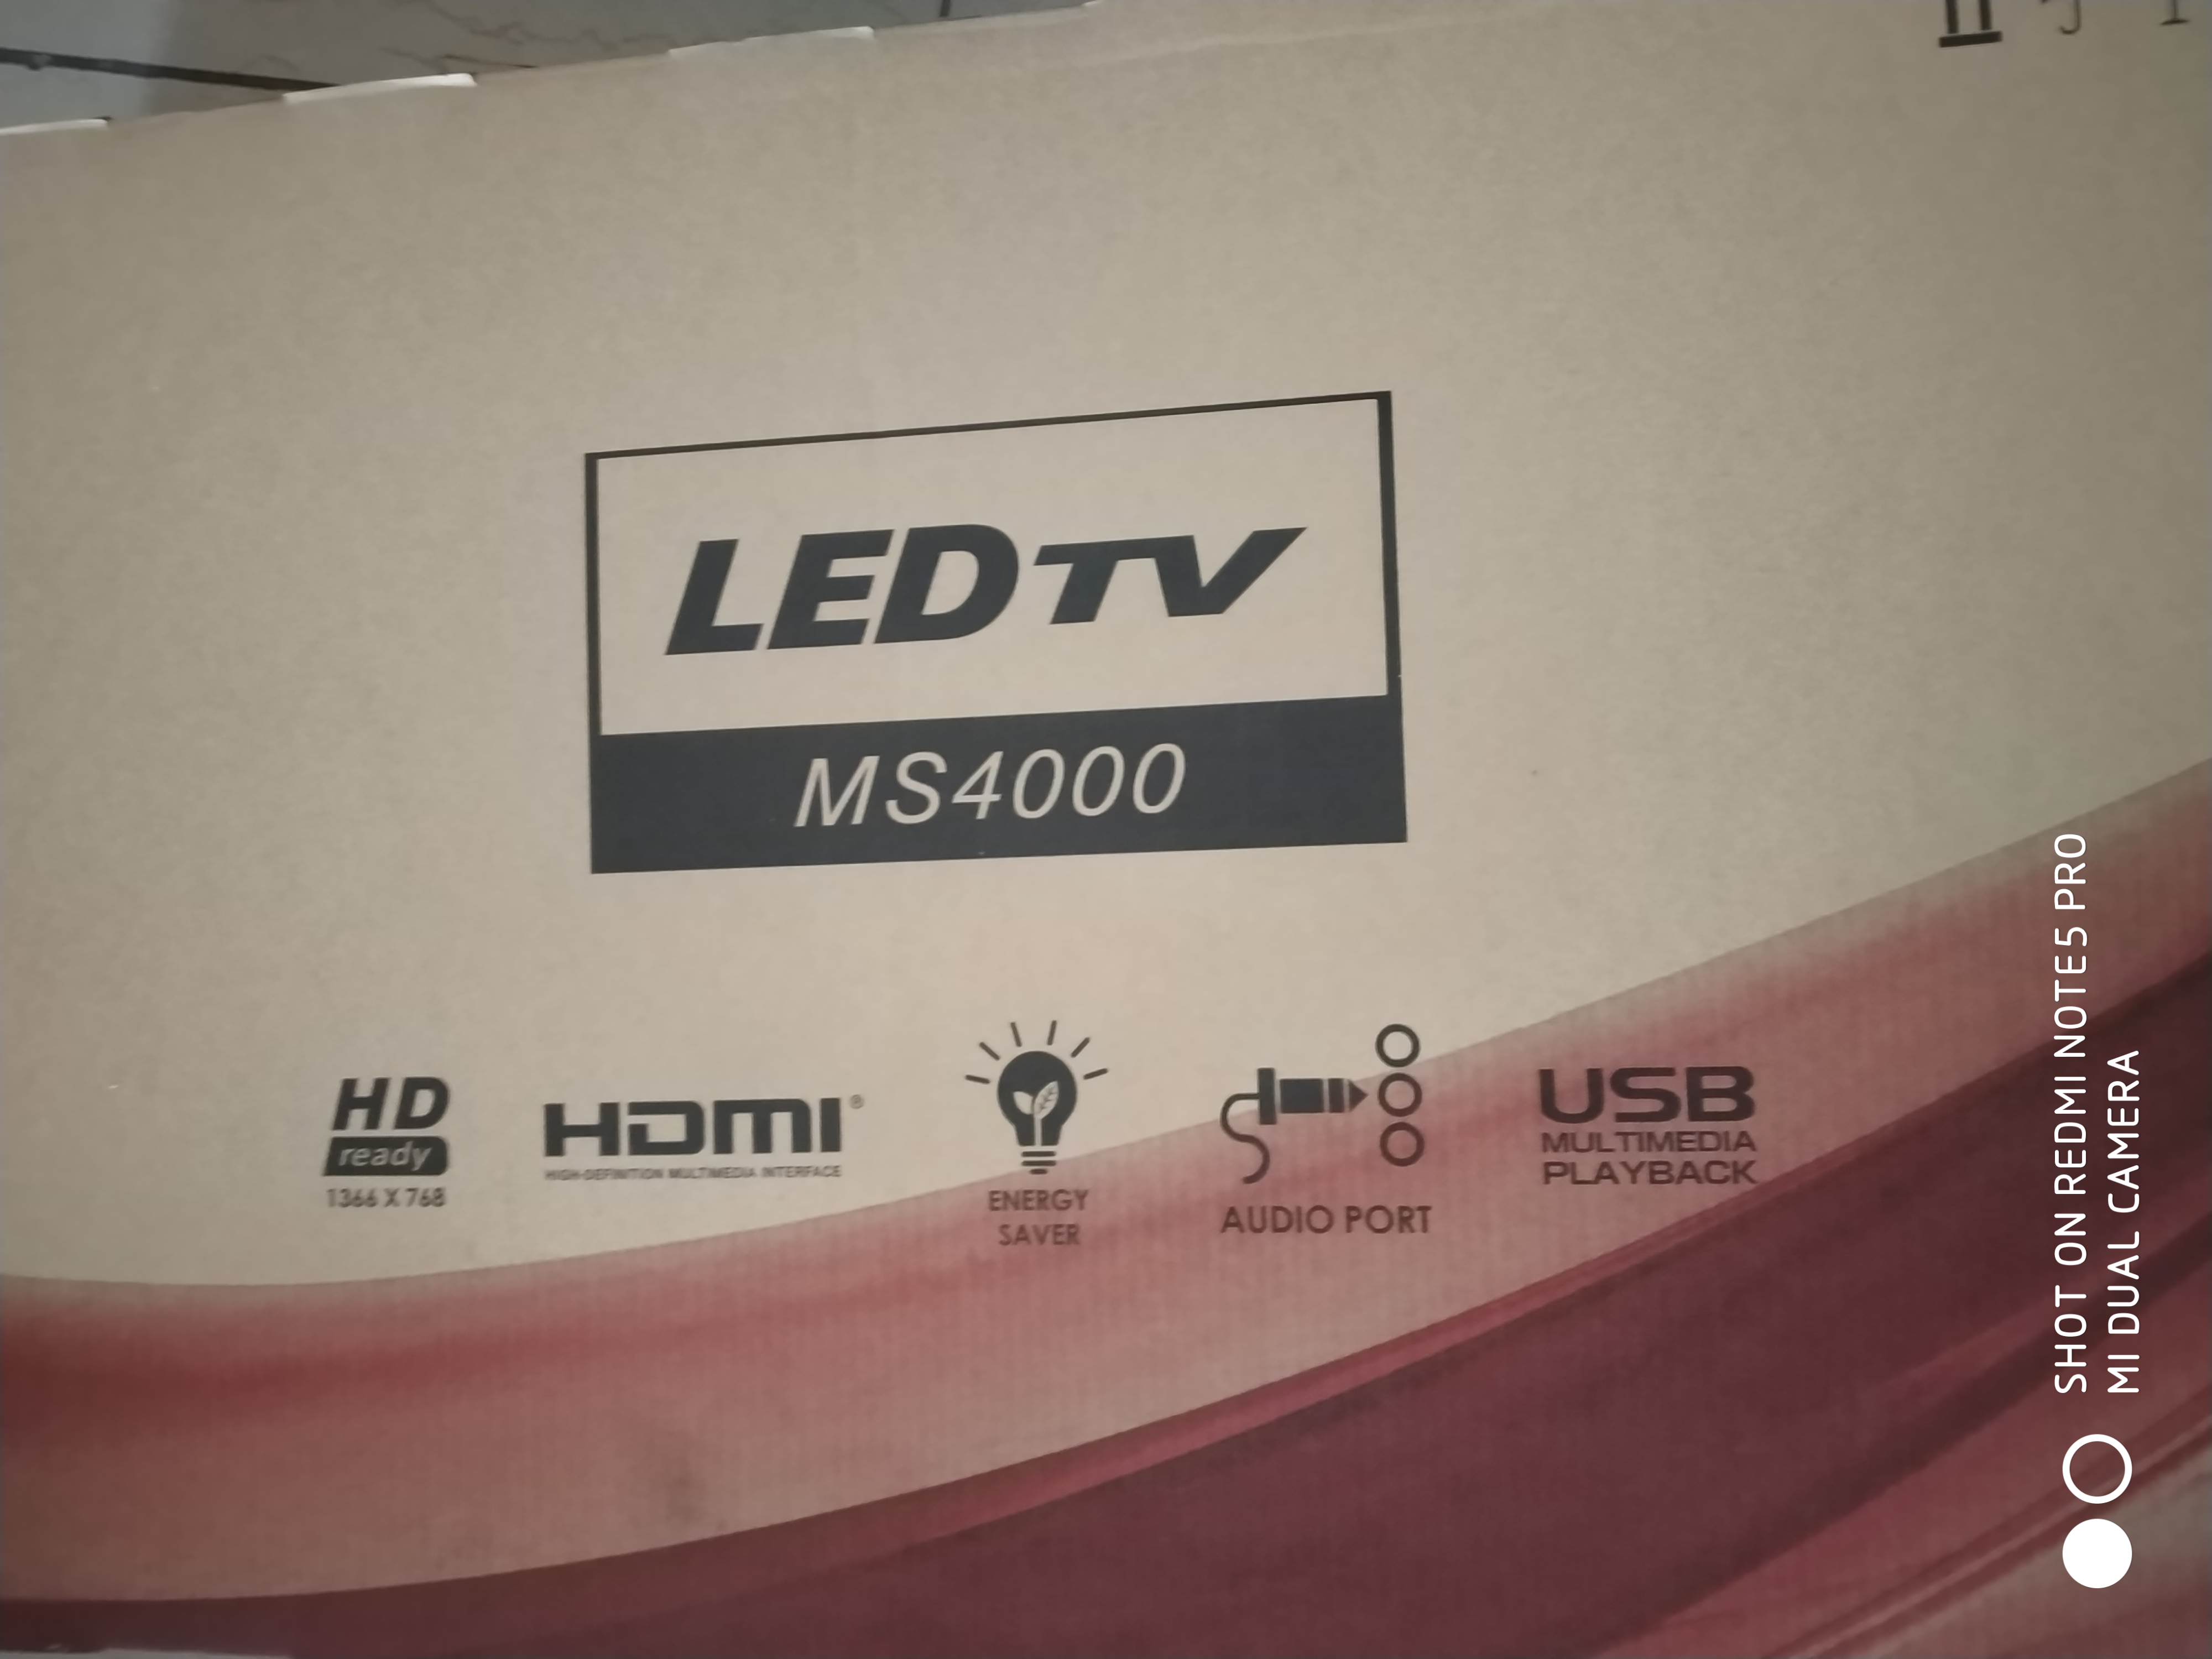 LED TV
MS4000
HD
ready
1366 X 768
HDMI®
HIGH-DEFINITION MULTIMEDIA INTERFACE
ENERGY
SAVER
AUDIO PORT
USB
MULTIMEDIA
PLAYBACK
SHOT ON REDMI NOTE5 PRO
MI DUAL CAMERA